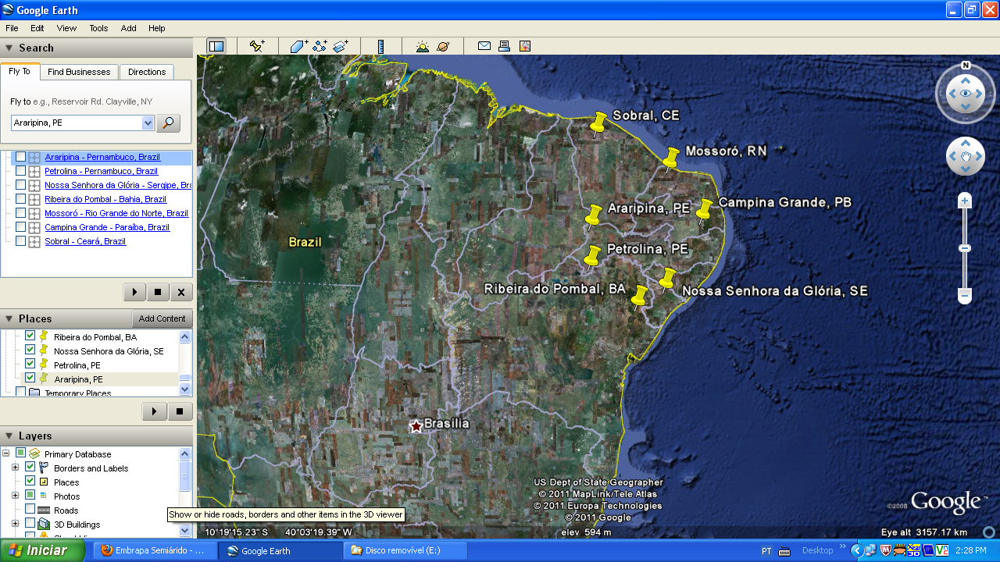 Google Earth
File Edit View Tools Add Help
Search
Fly To Find Businesses Directions
Fly to e.g., Reservoir Rd. Clayville, NY
Araripina, PE
Araripina - Pernambuco, Brazil
Petrolina - Pernambuco, Brazil
Nossa Senhora da Glória - Sergipe, Bra
Ribeira do Pombal - Bahia, Brazil
Mossoró - Rio Grande do Norte, Brazil
Campina Grande - Paraíba, Brazil
Sobral - Ceará, Brazil
Places Add Content
Ribeira do Pombal, BA
Nossa Senhora da Glória, SE
Petrolina, PE
Araripina, PE
Temporary Places
Layers
Primary Database
Borders and Labels
Places
Photos
Roads
3D Buildings
Show or hide roads, borders and other items in the 3D viewer
N
Sobral, CE
Mossoró, RN
Araripina, PE
Campina Grande, PB
Brazil
Petrolina, PE
Ribeira do Pombal, BA
Nossa Senhora da Glória, SE
Brasilia
US Dept of State Geographer
© 2011 MapLink/Tele Atlas
© 2011 Europa Technologies
© 2011 Google
©2008 Google™
10°19'15.23" S 40°03'19.39" W elev 594 m Eye alt 3157.17 km
Iniciar Embrapa Semiárido - ... Google Earth Disco removível (E:) PT Desktop » 2:28 PM